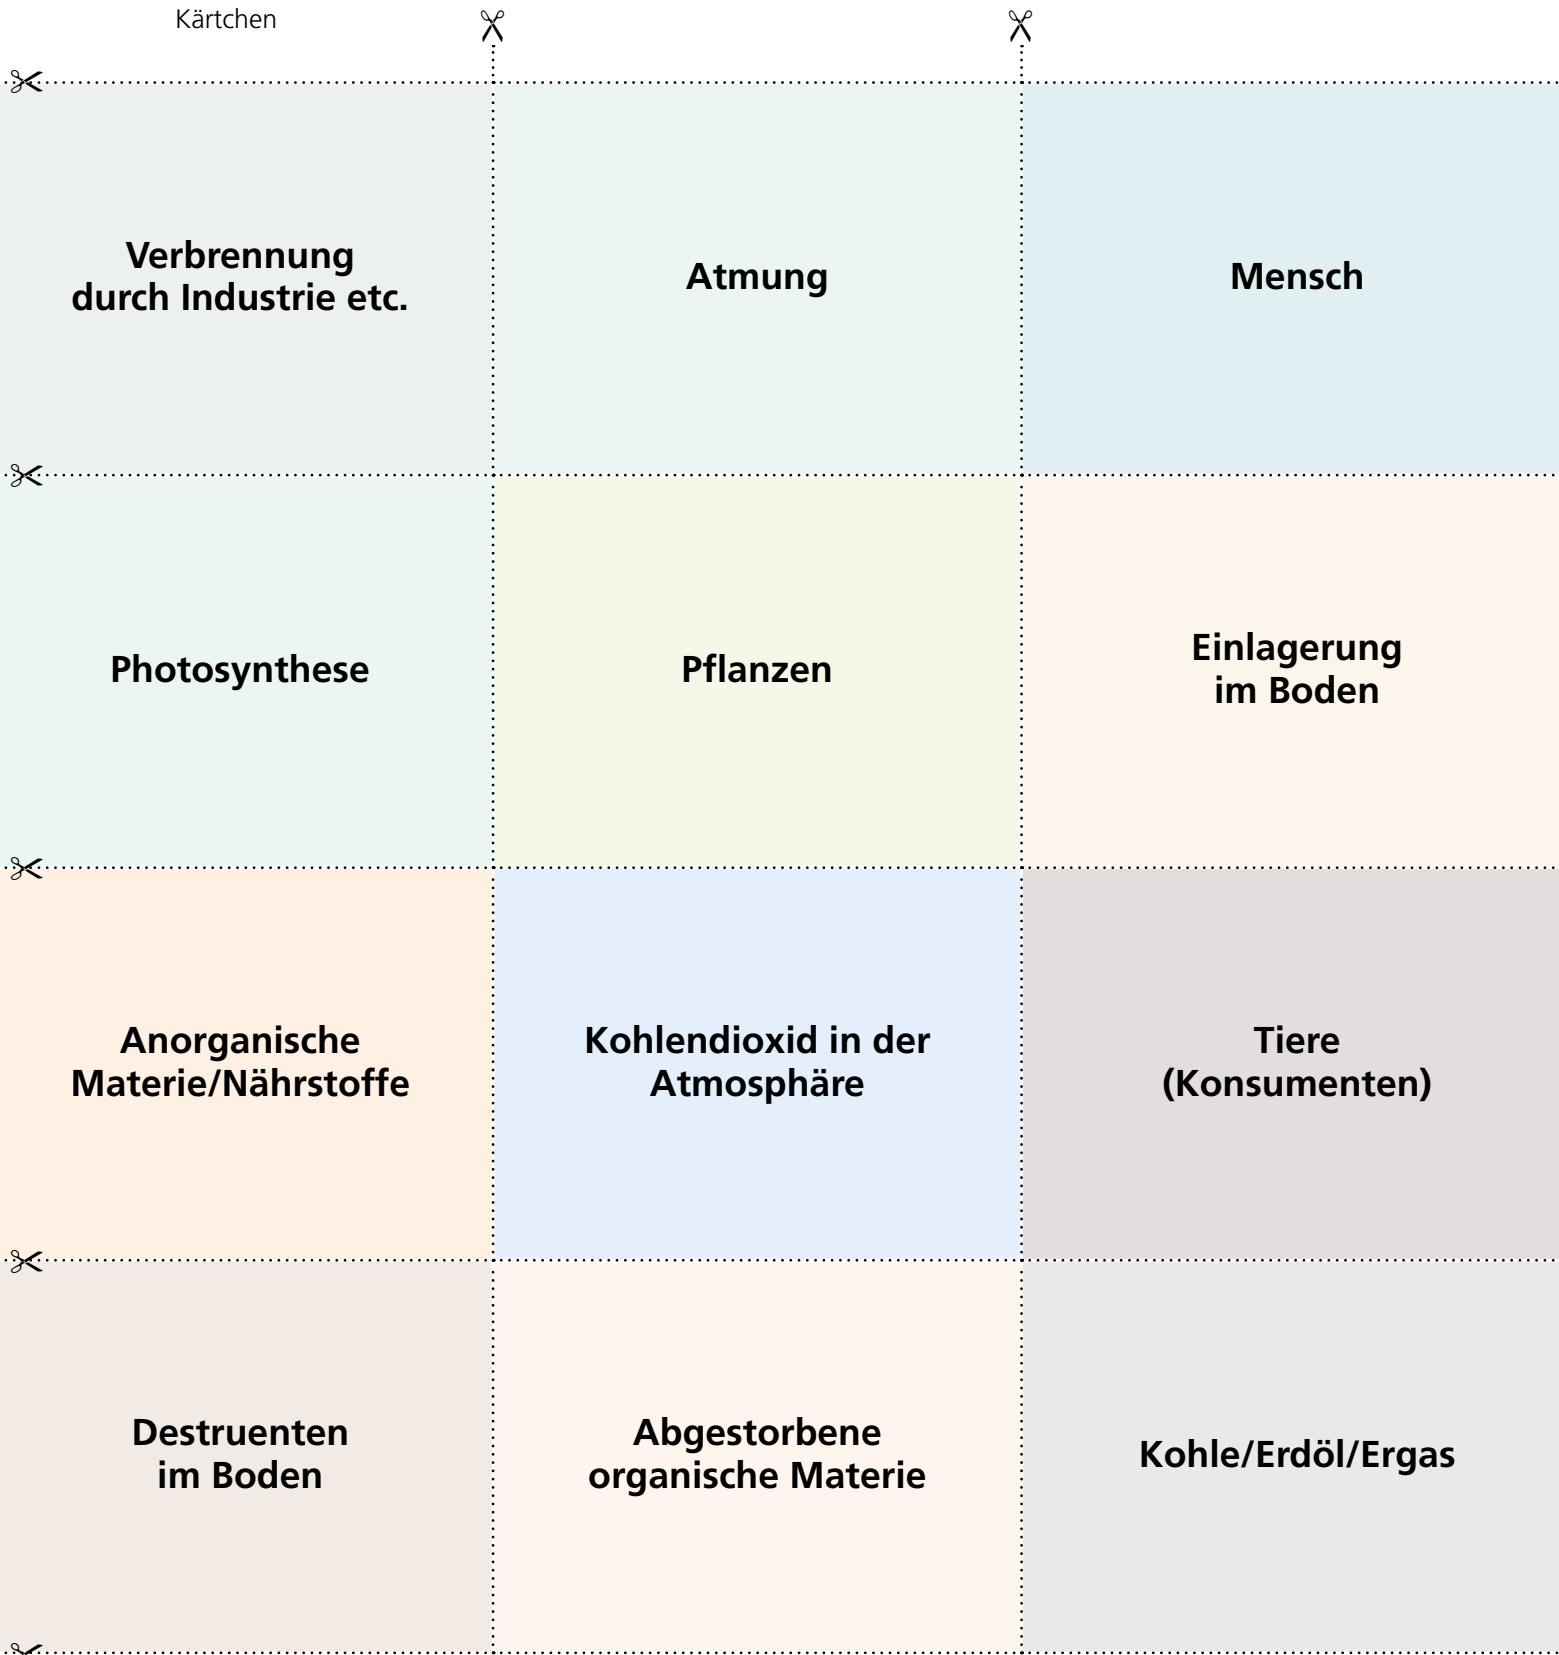 Kärtchen
Verbrennung
durch Industrie etc.
Atmung
Mensch
Photosynthese
Pflanzen
Einlagerung
im Boden
Anorganische
Materie/Nährstoffe
Kohlendioxid in der
Atmosphäre
Tiere
(Konsumenten)
Destruenten
im Boden
Abgestorbene
organische Materie
Kohle/Erdöl/Ergas